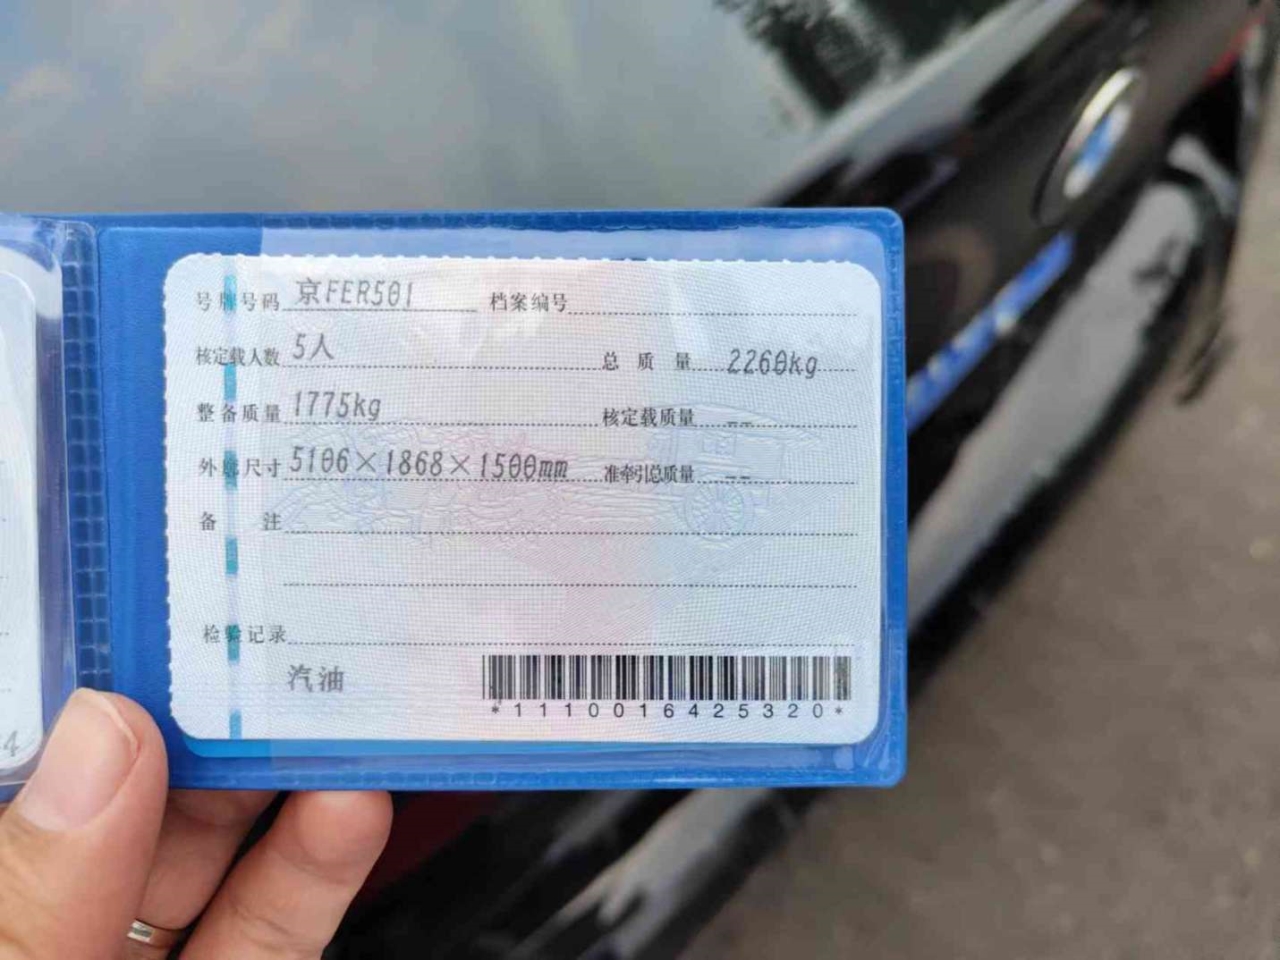 号牌号码 京FER501 档案编号
核定载人数 5人 总质量 2260kg
整备质量 1775kg 核定载质量 --
外廓尺寸 5106×1868×1500mm 准牵引总质量 --
备注
检验记录
汽油
*1110016425320*
4